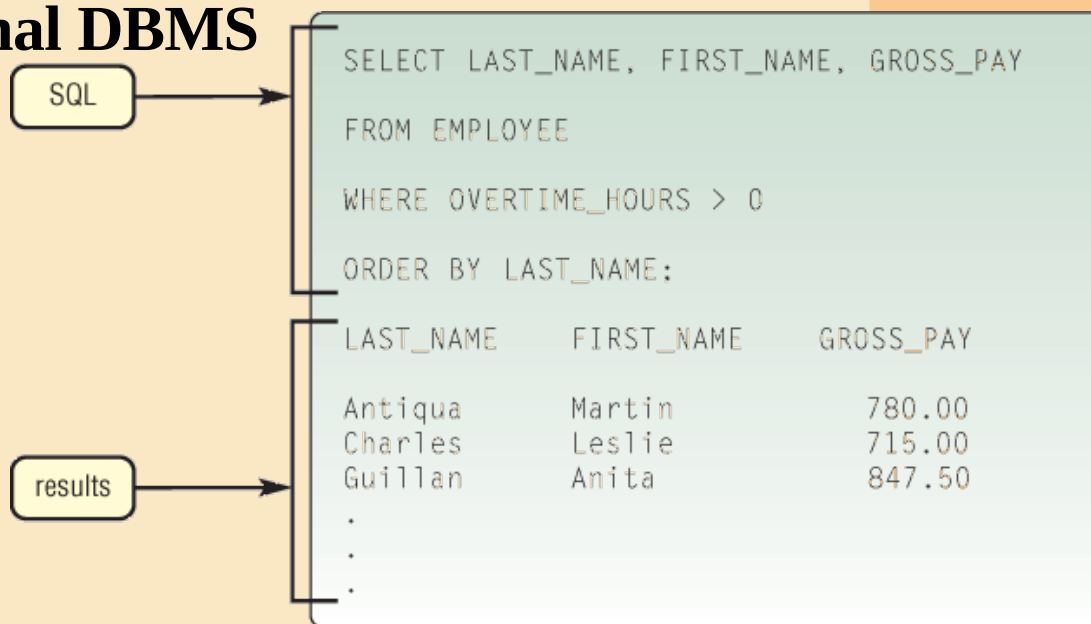 nal DBMS
SQL
SELECT LAST_NAME, FIRST_NAME, GROSS_PAY
FROM EMPLOYEE
WHERE OVERTIME_HOURS > 0
ORDER BY LAST_NAME:
results
LAST_NAME FIRST_NAME GROSS_PAY
Antiqua Martin 780.00
Charles Leslie 715.00
Guillan Anita 847.50
.
.
.